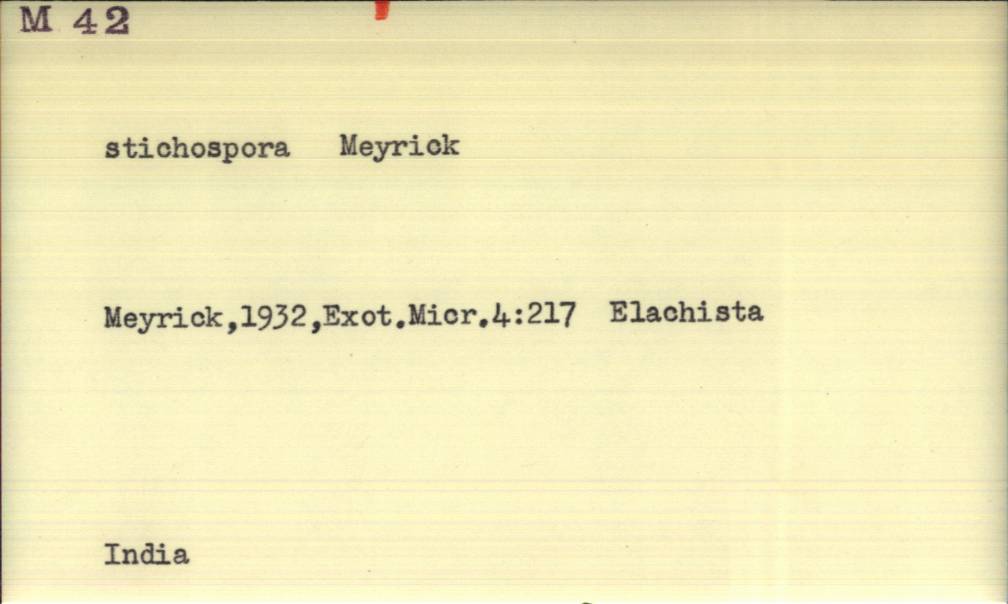 M 42
stichospora Meyrick
Meyrick,1932,Exot.Micr.4:217 Elachista
India